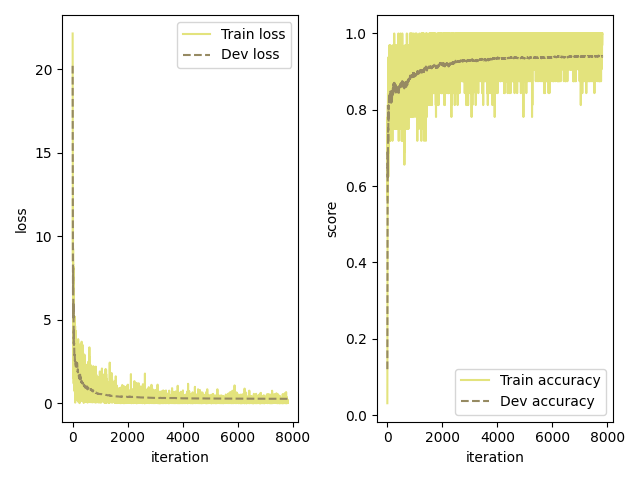 Train loss
Dev loss
20
15
10
5
0
loss
0
2000
4000
6000
8000
iteration
1.0
0.8
0.6
0.4
0.2
0.0
score
Train accuracy
Dev accuracy
0
2000
4000
6000
8000
iteration